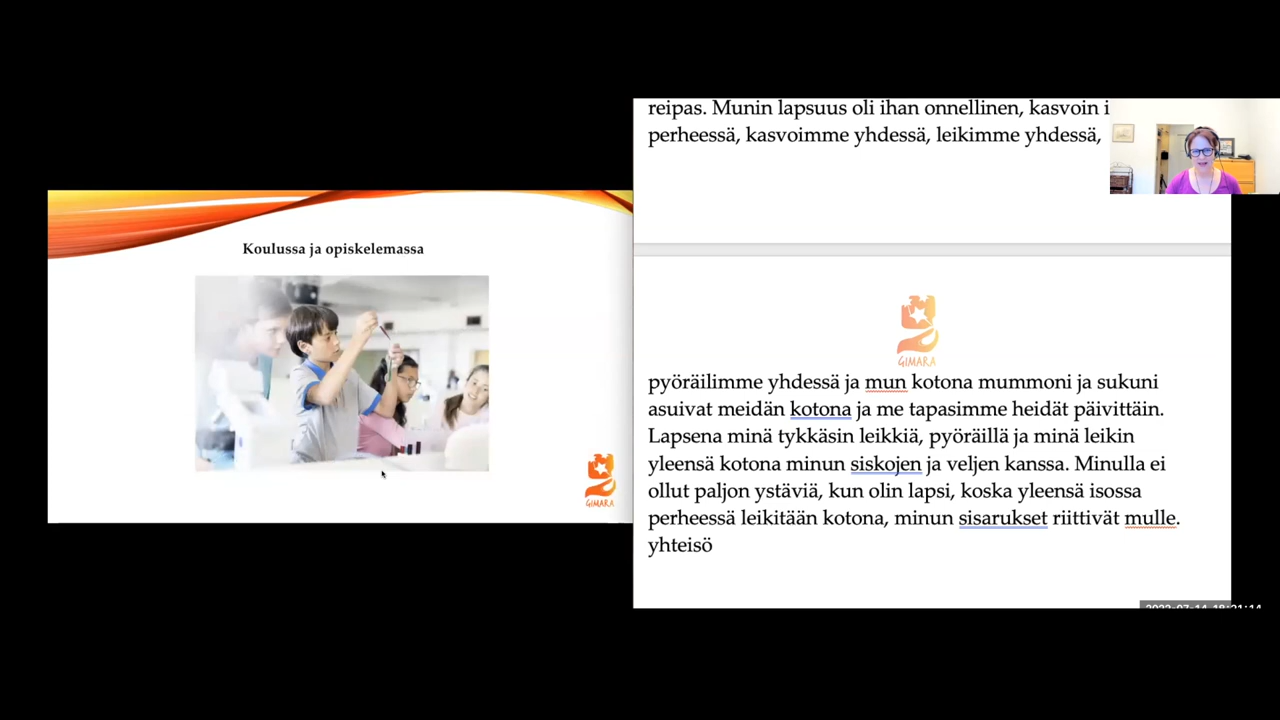 Koulussa ja opiskelemassa
GIMARA
reipas. Munin lapsuus oli ihan onnellinen, kasvoin i
perheessä, kasvoimme yhdessä, leikimme yhdessä,
GIMARA
pyöräilimme yhdessä ja mun kotona mummoni ja sukuni
asuivat meidän kotona ja me tapasimme heidät päivittäin.
Lapsena minä tykkäsin leikkiä, pyöräillä ja minä leikin
yleensä kotona minun siskojen ja veljen kanssa. Minulla ei
ollut paljon ystäviä, kun olin lapsi, koska yleensä isossa
perheessä leikitään kotona, minun sisarukset riittivät mulle.
yhteisö